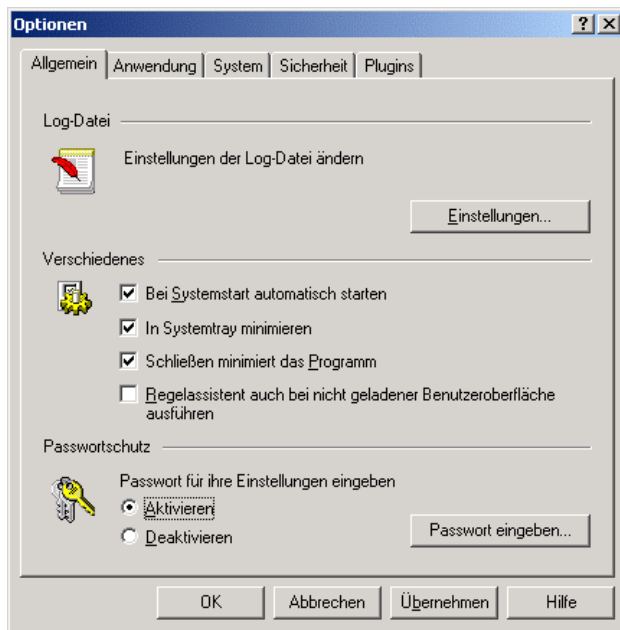 Optionen
Allgemein Anwendung System Sicherheit Plugins
Log-Datei
Einstellungen der Log-Datei ändern
Einstellungen...
Verschiedenes
Bei Systemstart automatisch starten
In Systemtray minimieren
Schließen minimiert das Programm
Regelassistent auch bei nicht geladener Benutzeroberfläche
ausführen
Passwortschutz
Passwort für ihre Einstellungen eingeben
Aktivieren
Deaktivieren
Passwort eingeben...
OK Abbrechen Übernehmen Hilfe